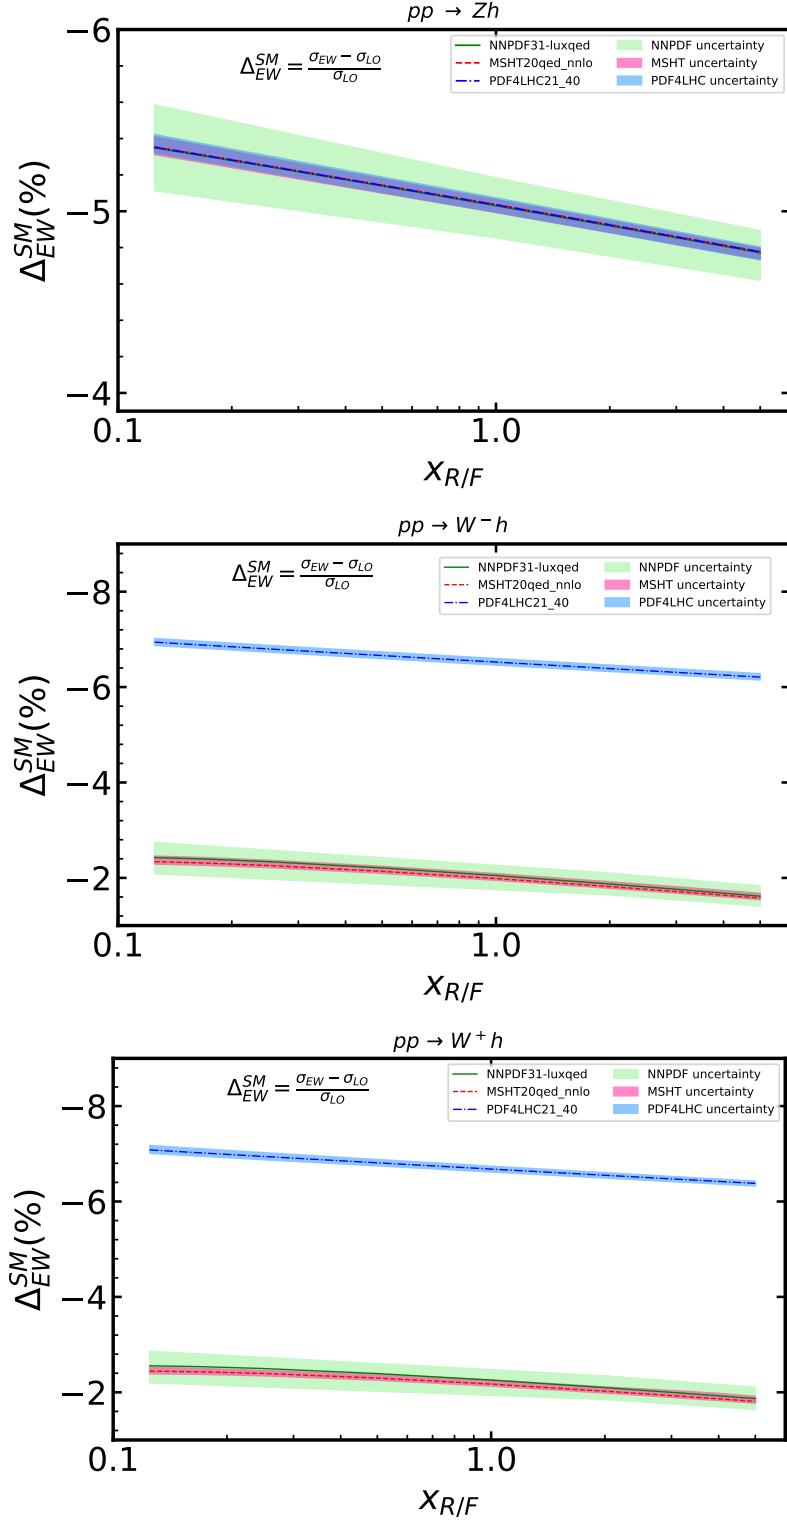 pp → Zh
−6
Δ_EW^SM = (σ_EW − σ_LO)/σ_LO
NNPDF31-luxqed
MSHT20qed_nnlo
PDF4LHC21_40
NNPDF uncertainty
MSHT uncertainty
PDF4LHC uncertainty
Δ_EW^SM(%)
−5
−4
0.1 1.0
x_R/F
pp → W⁻h
Δ_EW^SM = (σ_EW − σ_LO)/σ_LO
NNPDF31-luxqed
MSHT20qed_nnlo
PDF4LHC21_40
NNPDF uncertainty
MSHT uncertainty
PDF4LHC uncertainty
−8
−6
Δ_EW^SM(%)
−4
−2
0.1 1.0
x_R/F
pp → W⁺h
Δ_EW^SM = (σ_EW − σ_LO)/σ_LO
NNPDF31-luxqed
MSHT20qed_nnlo
PDF4LHC21_40
NNPDF uncertainty
MSHT uncertainty
PDF4LHC uncertainty
−8
−6
Δ_EW^SM(%)
−4
−2
0.1 1.0
x_R/F